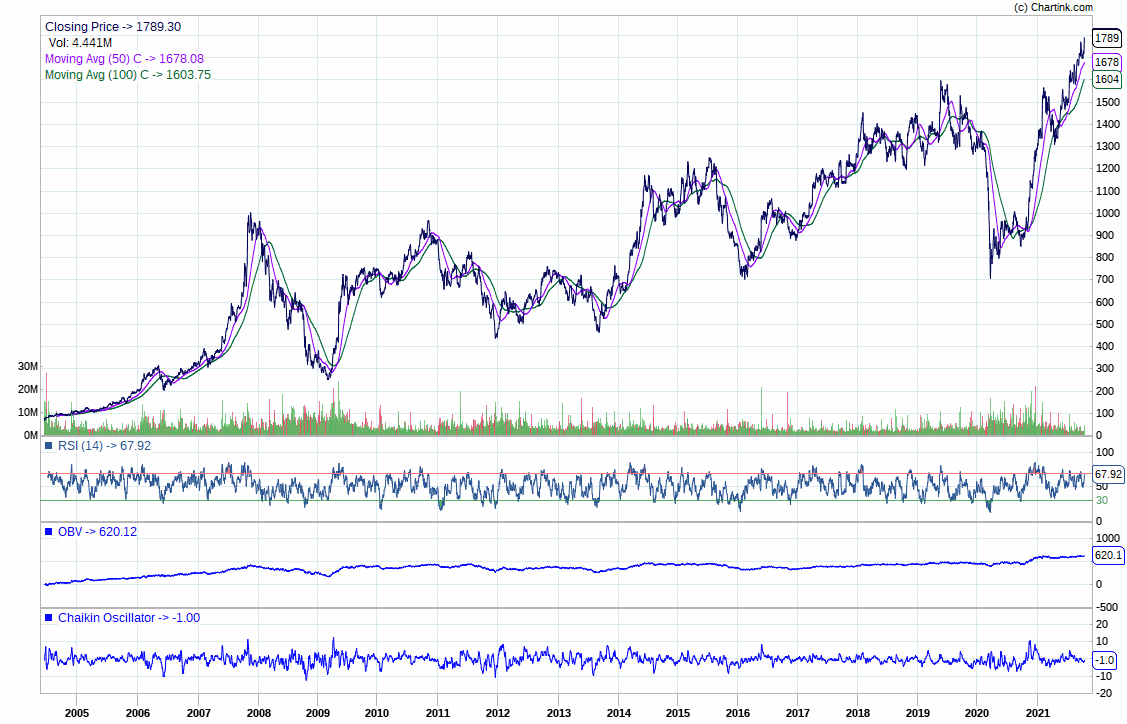 (c) Chartink.com
Closing Price -> 1789.30
Vol: 4.441M
Moving Avg (50) C -> 1678.08
Moving Avg (100) C -> 1603.75
1789
1678
1604
1500
1400
1300
1200
1100
1000
900
800
700
600
500
400
300
200
100
0
30M
20M
10M
0M
RSI (14) -> 67.92
100
67.92
50
30
0
OBV -> 620.12
1000
620.1
0
-500
Chaikin Oscillator -> -1.00
20
10
-1.0
-10
-20
2005 2006 2007 2008 2009 2010 2011 2012 2013 2014 2015 2016 2017 2018 2019 2020 2021